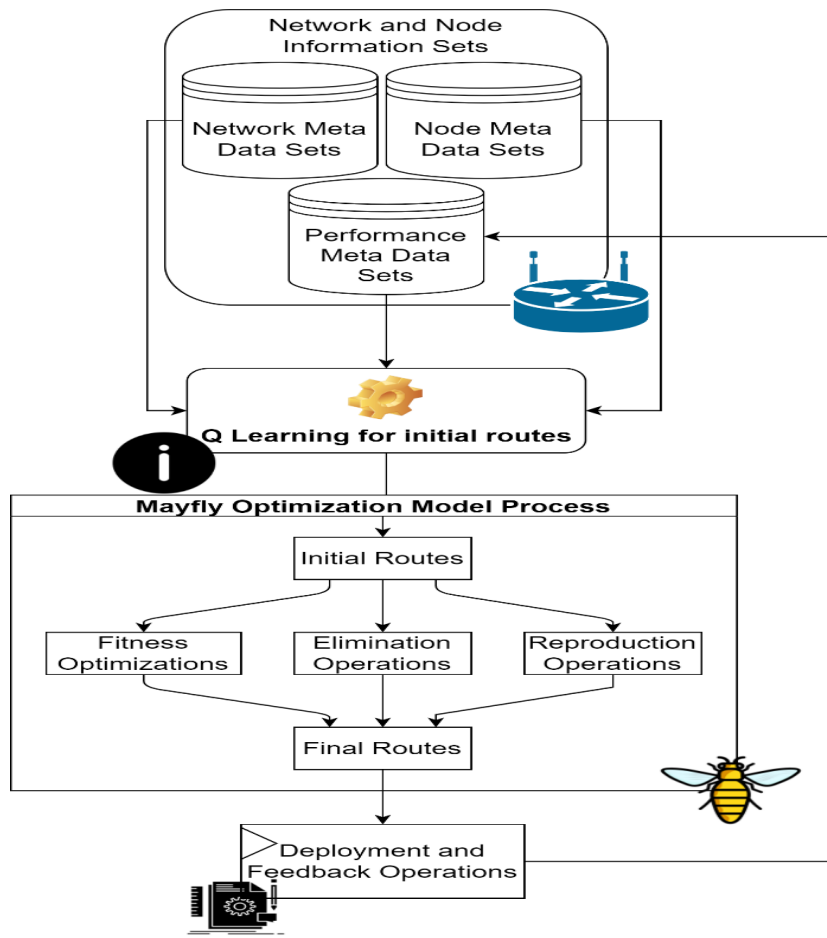 Network and Node
Information Sets
Network Meta
Data Sets
Node Meta
Data Sets
Performance
Meta Data
Sets
Q Learning for initial routes
i
Mayfly Optimization Model Process
Initial Routes
Fitness
Optimizations
Elimination
Operations
Reproduction
Operations
Final Routes
Deployment and
Feedback Operations